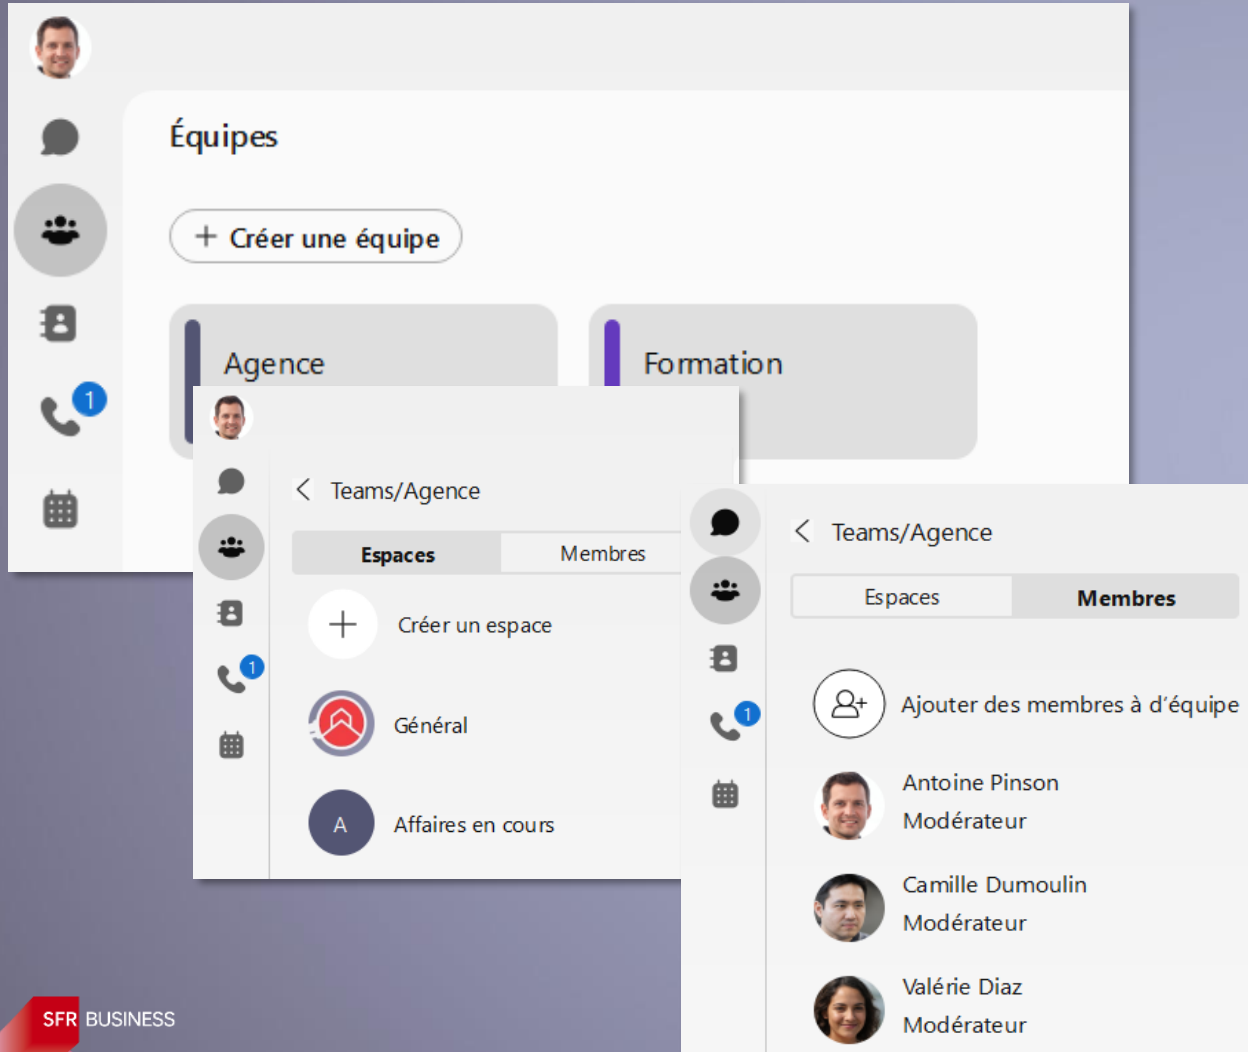 Équipes
+ Créer une équipe
Agence
Formation
1
Teams/Agence
Espaces
Membres
Créer un espace
1
Général
A
Affaires en cours
Teams/Agence
Espaces
Membres
Ajouter des membres à d'équipe
1
Antoine Pinson
Modérateur
Camille Dumoulin
Modérateur
Valérie Diaz
Modérateur
SFR BUSINESS